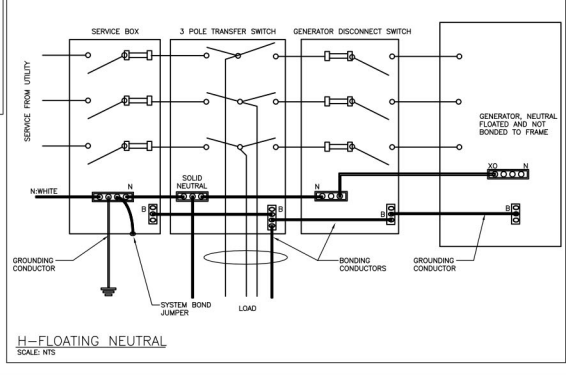 SERVICE BOX
3 POLE TRANSFER SWITCH
GENERATOR DISCONNECT SWITCH
SERVICE FROM UTILITY
GENERATOR, NEUTRAL
FLOATED AND NOT
BONDED TO FRAME
XO
N
SOLID
NEUTRAL
N:WHITE
N
N
B
B
B
B
GROUNDING
CONDUCTOR
BONDING
CONDUCTORS
GROUNDING
CONDUCTOR
SYSTEM BOND
JUMPER
LOAD
H-FLOATING NEUTRAL
SCALE: NTS